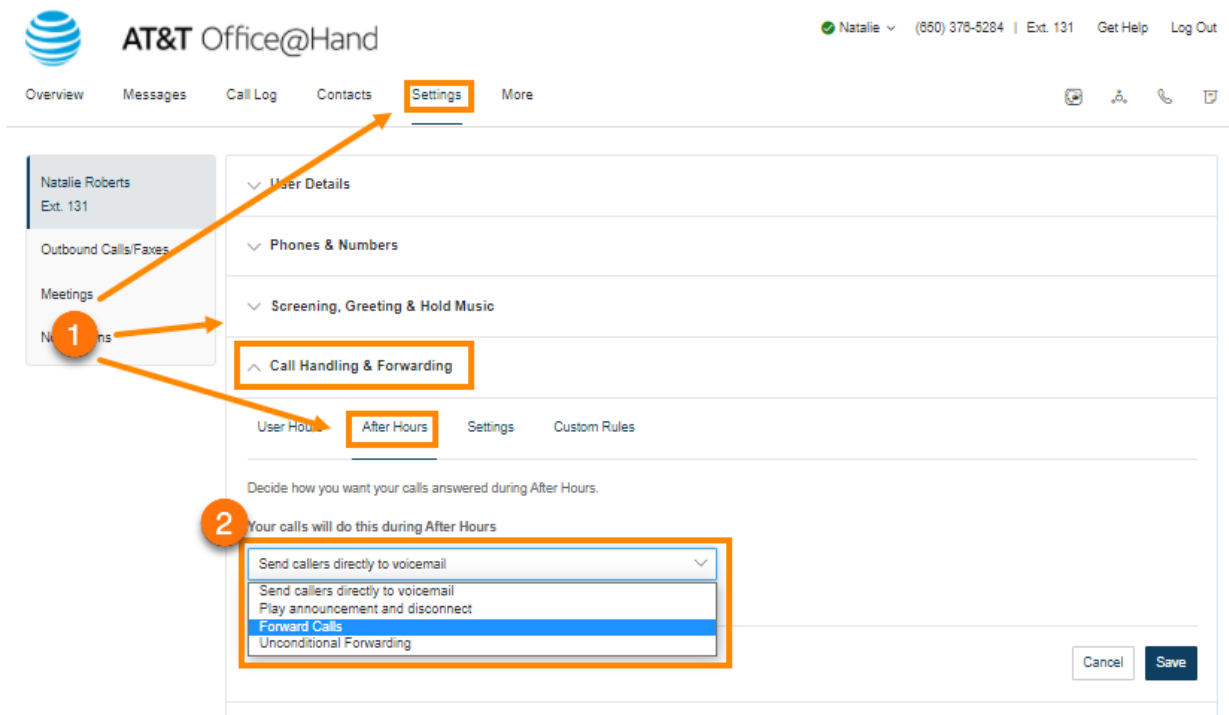 AT&T Office@Hand
Natalie (650) 376-5284 | Ext. 131 Get Help Log Out
Overview Messages Call Log Contacts Settings More
Natalie Roberts
Ext. 131
Outbound Calls/Faxes
Meetings
1
User Details
Phones & Numbers
Screening, Greeting & Hold Music
Call Handling & Forwarding
User Hours After Hours Settings Custom Rules
Decide how you want your calls answered during After Hours.
2
Your calls will do this during After Hours
Send callers directly to voicemail
Send callers directly to voicemail
Play announcement and disconnect
Forward Calls
Unconditional Forwarding
Cancel Save